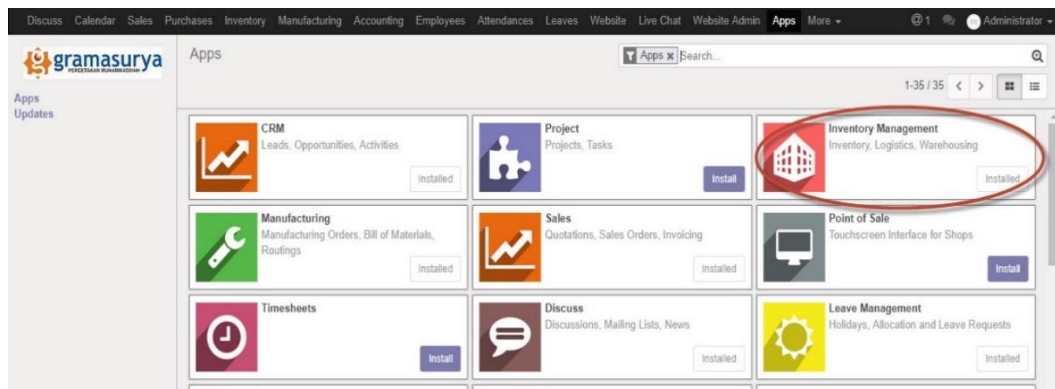 Discuss Calendar Sales Purchases Inventory Manufacturing Accounting Employees Attendances Leaves Website Live Chat Website Admin Apps More @ 1 Administrator
gramasurya
PERCETAKAN MUHAMMADIYAH
Apps
Apps x Search...
1-35 / 35
Apps
Updates
CRM
Leads, Opportunities, Activities
Installed
Project
Projects, Tasks
Install
Inventory Management
Inventory, Logistics, Warehousing
Installed
Manufacturing
Manufacturing Orders, Bill of Materials,
Routings
Installed
Sales
Quotations, Sales Orders, Invoicing
Installed
Point of Sale
Touchscreen Interface for Shops
Install
Timesheets
Install
Discuss
Discussions, Mailing Lists, News
Installed
Leave Management
Holidays, Allocation and Leave Requests
Installed